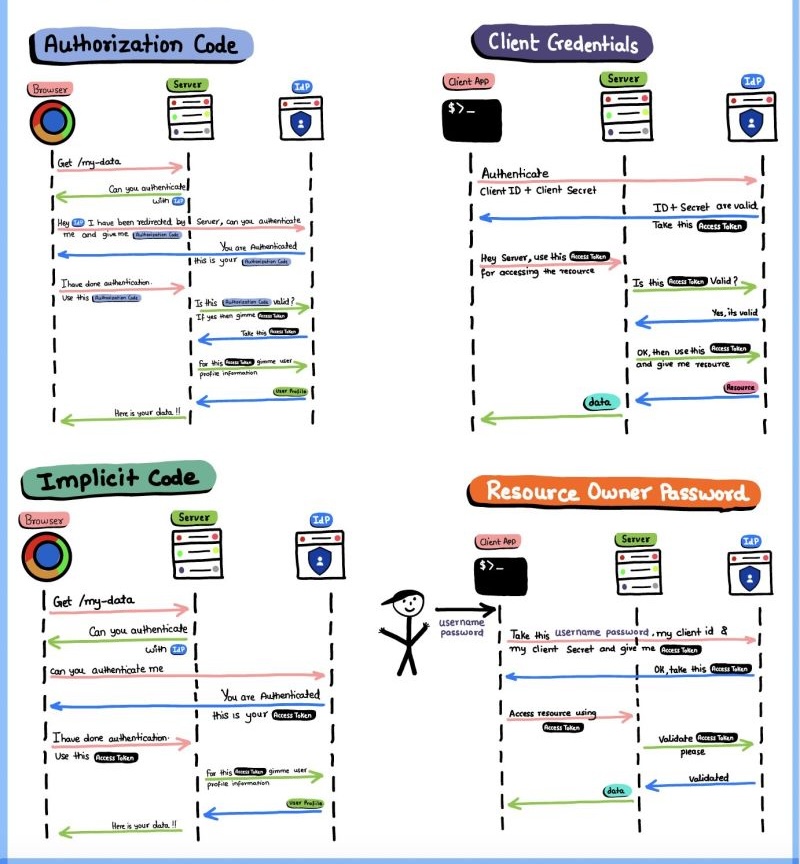 Authorization Code
Browser
Server
IdP
Get /my-data
Can you authenticate
with IdP
Hey IdP I have been redirected by Server, can you authenticate
me and give me Authorization Code
You are Authenticated
this is your Authorization Code
I have done authentication.
Use this Authorization Code
Is this Authorization Code valid?
If yes then gimme Access Token
Take this Access Token
For this Access Token gimme user
profile information
User Profile
Here is your data !!
Client Credentials
Client App
$>_
Server
IdP
Authenticate
Client ID + Client Secret
ID + Secret are valid
Take this Access Token
Hey Server, use this Access Token
for accessing the resource
Is this Access Token Valid?
Yes, its valid
OK, then use this Access Token
and give me resource
Resource
data
Implicit Code
Browser
Server
IdP
Get /my-data
Can you authenticate
with IdP
can you authenticate me
You are Authenticated
this is your Access Token
I have done authentication.
Use this Access Token
For this Access Token gimme user
profile information
User Profile
Here is your data !!
Resource Owner Password
Client App
$>_
Server
IdP
username
password
Take this username password, my client id &
my client Secret and give me Access Token
OK, take this Access Token
Access resource using
Access Token
Validate Access Token
please
validated
data